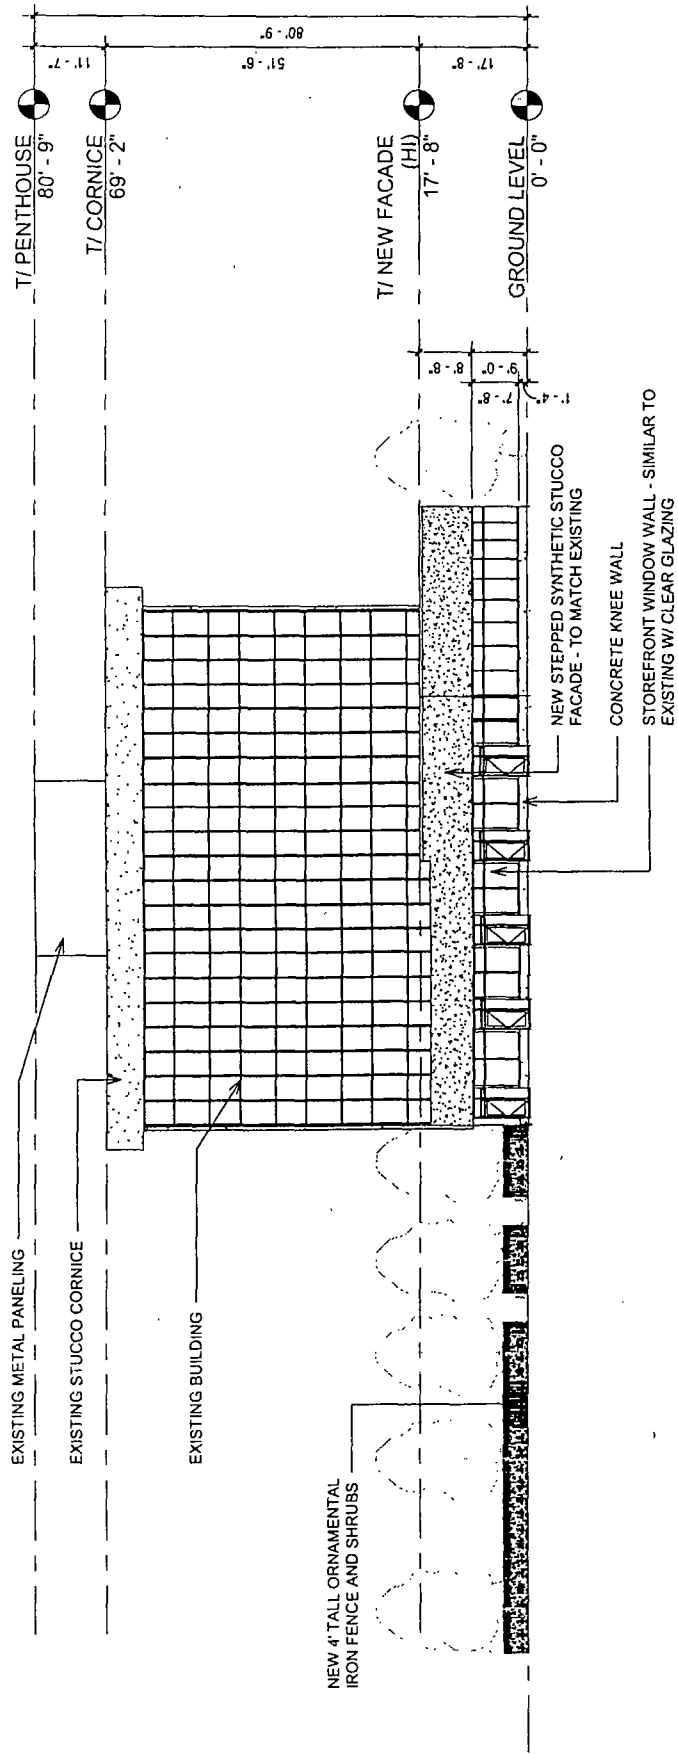 T/ PENTHOUSE
80' - 9"
T/ CORNICE
69' - 2"
T/ NEW FACADE
(HI)
17' - 8"
GROUND LEVEL
0' - 0"
80' - 9"
11' - 7"
51' - 6"
17' - 8"
8' - 8"
9' - 0"
7' - 8"
1' - 4"
EXISTING METAL PANELING
EXISTING STUCCO CORNICE
EXISTING BUILDING
NEW 4' TALL ORNAMENTAL
IRON FENCE AND SHRUBS
NEW STEPPED SYNTHETIC STUCCO
FACADE - TO MATCH EXISTING
CONCRETE KNEE WALL
STOREFRONT WINDOW WALL - SIMILAR TO
EXISTING W/ CLEAR GLAZING